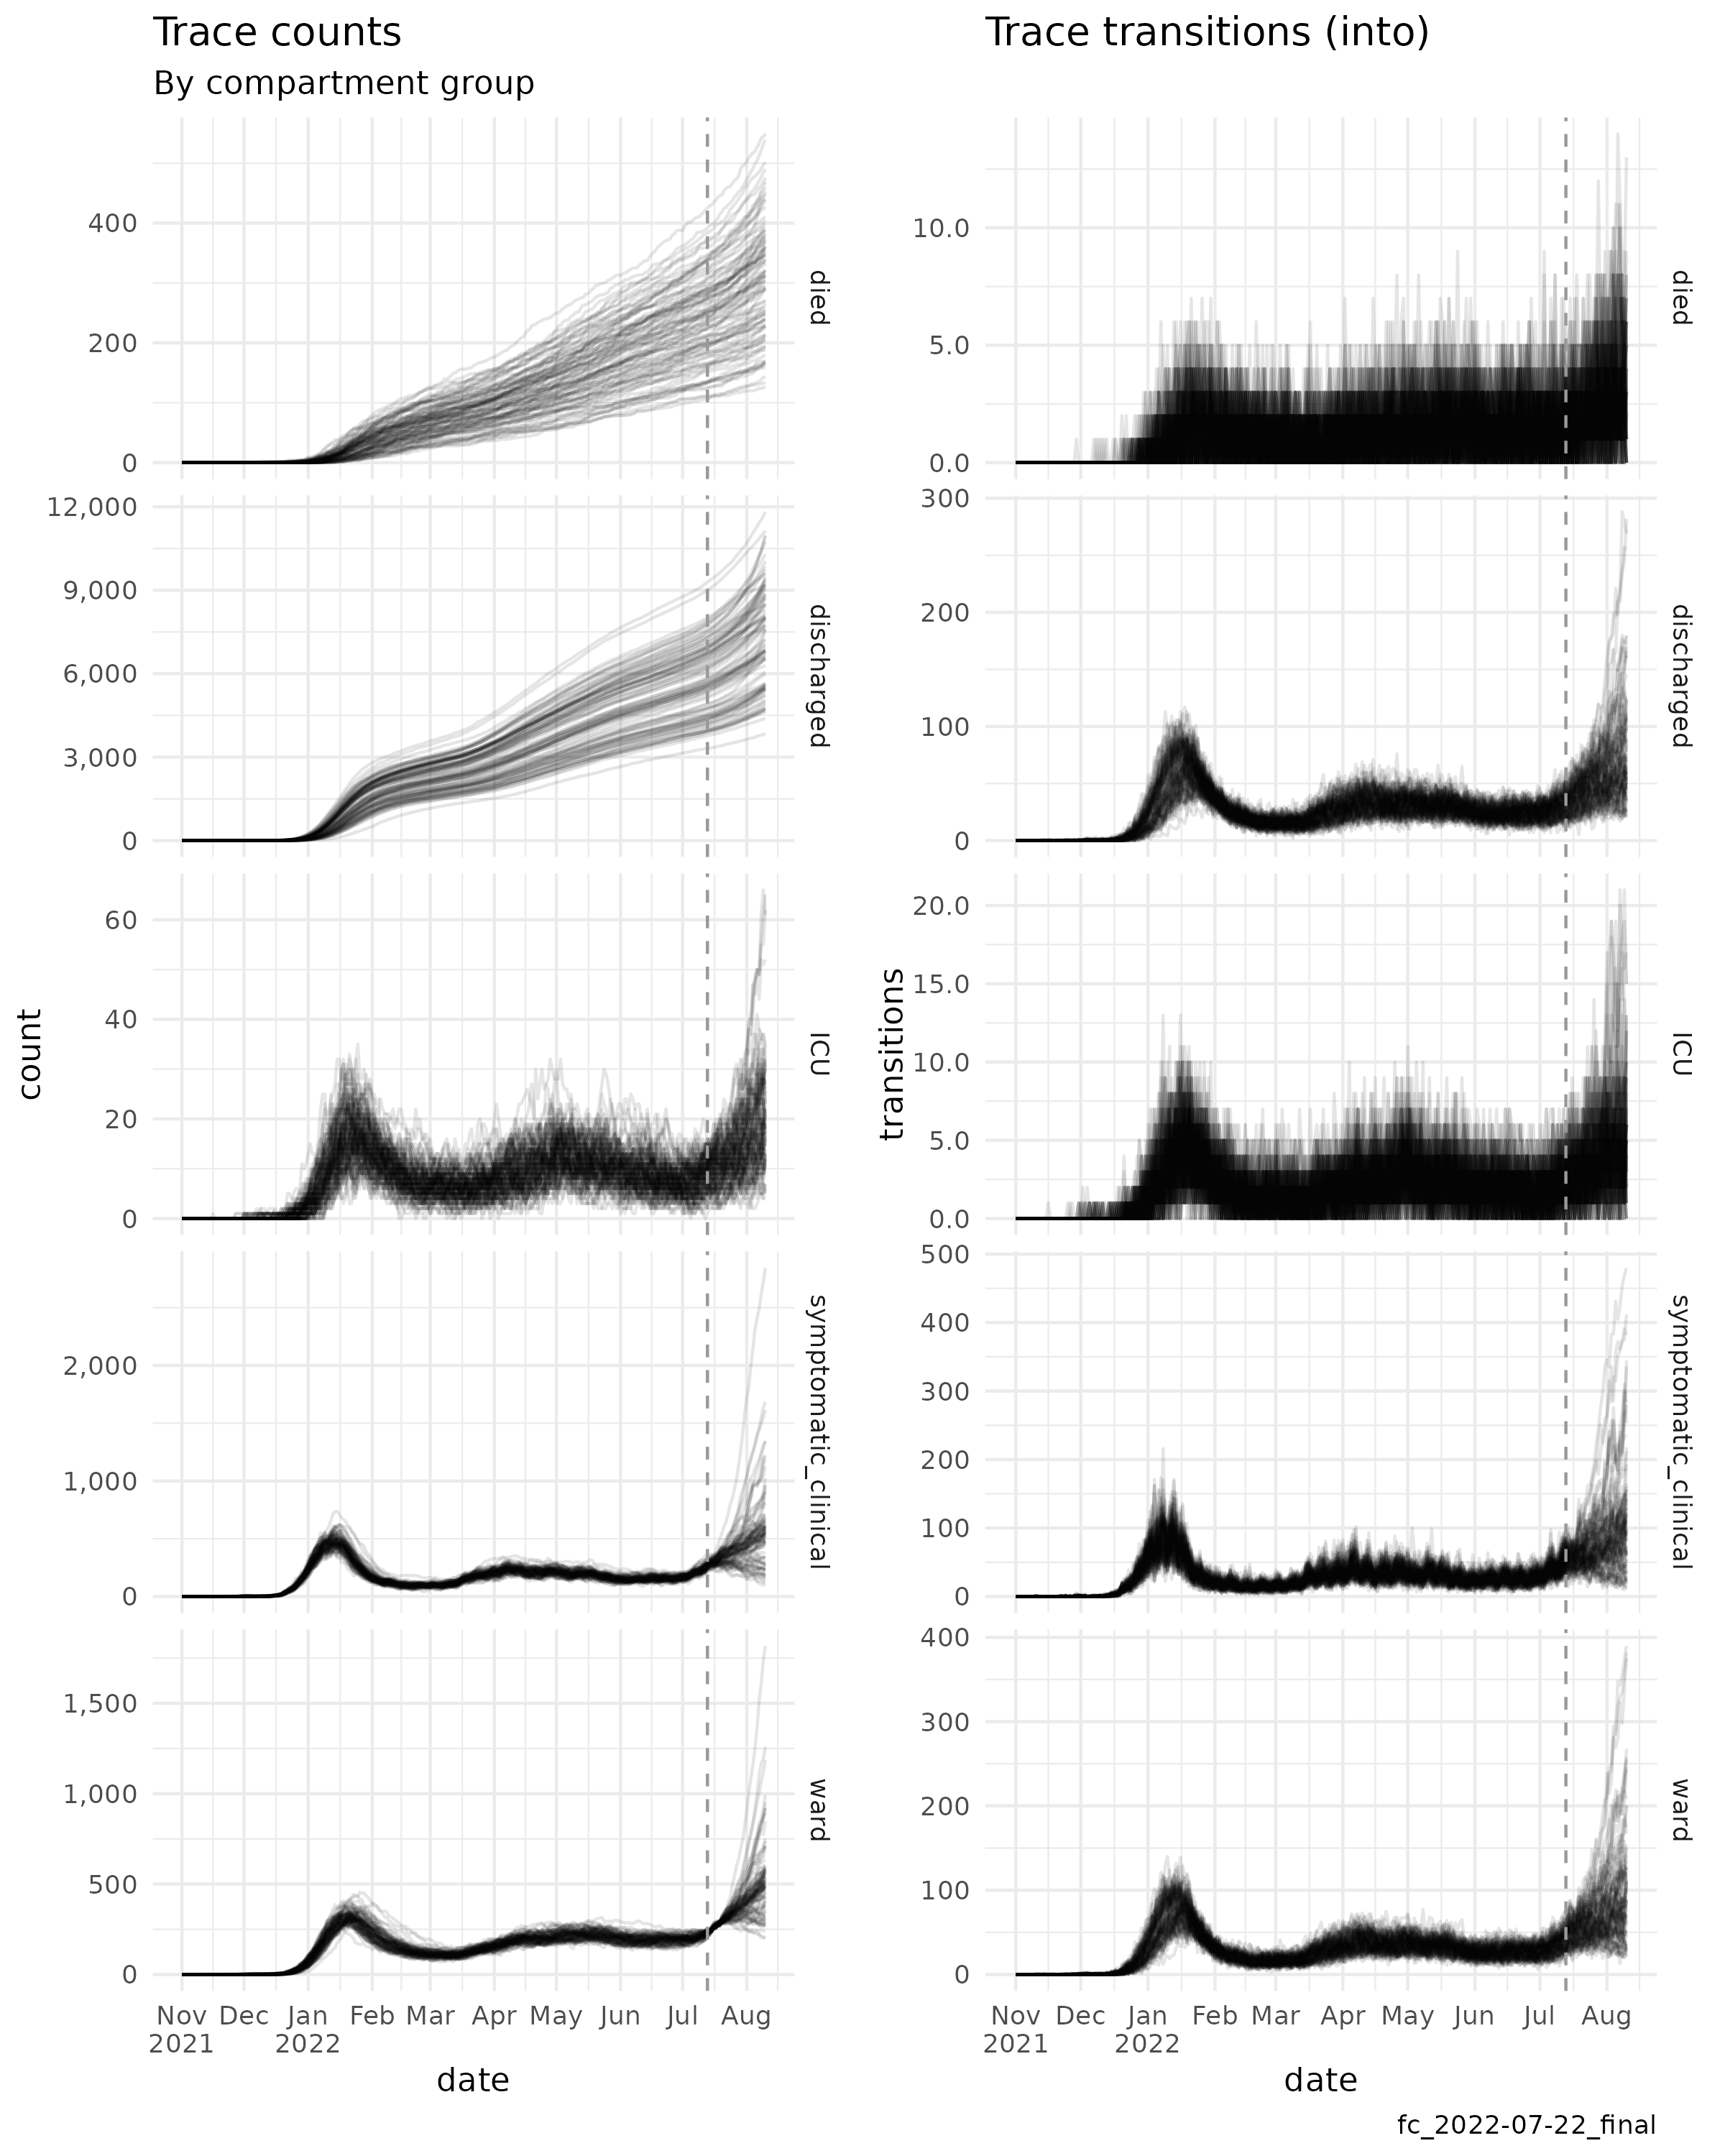 Trace counts
By compartment group
400
200
0
died
12,000
9,000
6,000
3,000
0
discharged
60
40
20
0
ICU
2,000
1,000
0
symptomatic_clinical
1,500
1,000
500
0
ward
count
Nov Dec Jan Feb Mar Apr May Jun Jul Aug
2021 2022
date
Trace transitions (into)
10.0
5.0
0.0
died
300
200
100
0
discharged
20.0
15.0
10.0
5.0
0.0
ICU
500
400
300
200
100
0
symptomatic_clinical
400
300
200
100
0
ward
transitions
Nov Dec Jan Feb Mar Apr May Jun Jul Aug
2021 2022
date
fc_2022-07-22_final